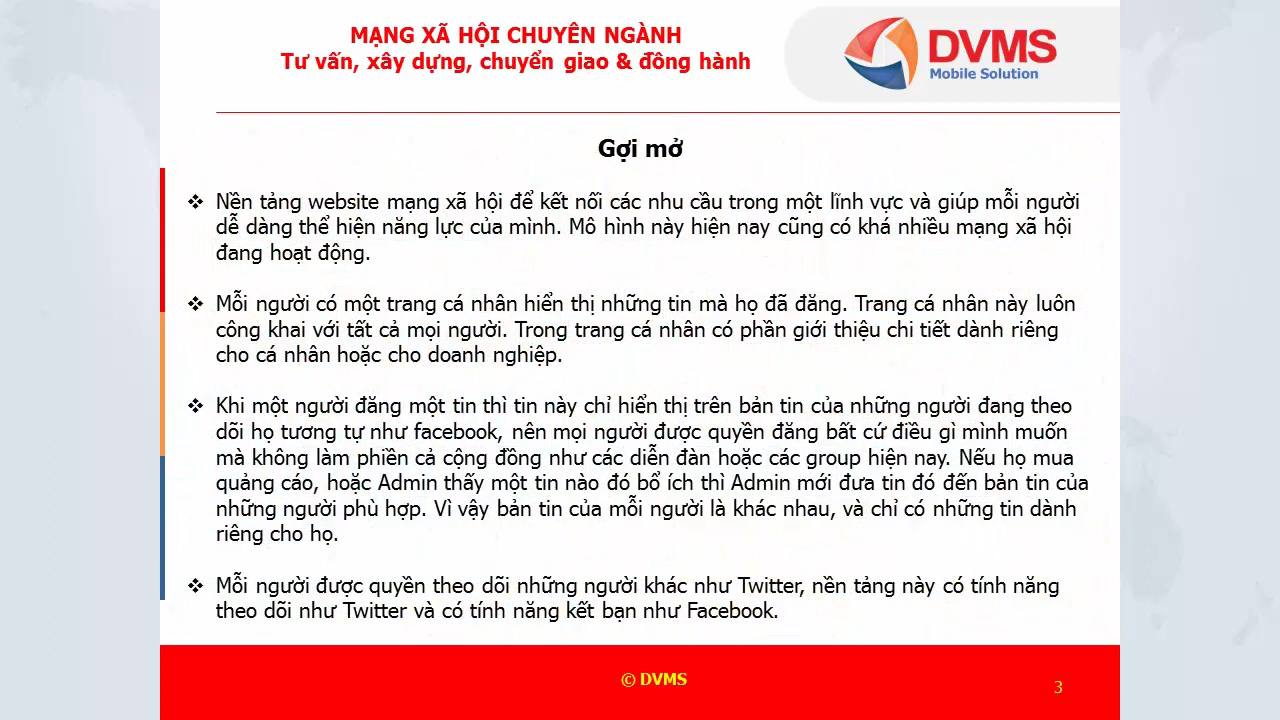 MẠNG XÃ HỘI CHUYÊN NGÀNH
Tư vấn, xây dựng, chuyển giao & đồng hành
DVMS
Mobile Solution
Gợi mở
❖ Nền tảng website mạng xã hội để kết nối các nhu cầu trong một lĩnh vực và giúp mỗi người
dễ dàng thể hiện năng lực của mình. Mô hình này hiện nay cũng có khá nhiều mạng xã hội
đang hoạt động.
❖ Mỗi người có một trang cá nhân hiển thị những tin mà họ đã đăng. Trang cá nhân này luôn
công khai với tất cả mọi người. Trong trang cá nhân có phần giới thiệu chi tiết dành riêng
cho cá nhân hoặc cho doanh nghiệp.
❖ Khi một người đăng một tin thì tin này chỉ hiển thị trên bản tin của những người đang theo
dõi họ tương tự như facebook, nên mọi người được quyền đăng bất cứ điều gì mình muốn
mà không làm phiền cả cộng đồng như các diễn đàn hoặc các group hiện nay. Nếu họ mua
quảng cáo, hoặc Admin thấy một tin nào đó bổ ích thì Admin mới đưa tin đó đến bản tin của
những người phù hợp. Vì vậy bản tin của mỗi người là khác nhau, và chỉ có những tin dành
riêng cho họ.
❖ Mỗi người được quyền theo dõi những người khác như Twitter, nền tảng này có tính năng
theo dõi như Twitter và có tính năng kết bạn như Facebook.
© DVMS
3